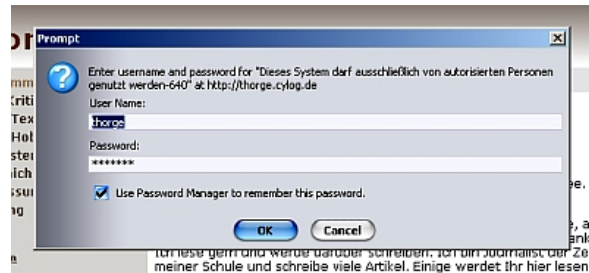 Prompt
Enter username and password for "Dieses System darf ausschließlich von autorisierten Personen
genutzt werden-640" at http://thorge.cylog.de
User Name:
thorge
Password:
*******
Use Password Manager to remember this password.
OK Cancel
Ich lese gern und werde darüber schreiben. Ich bin Journalist der Ze
meiner Schule und schreibe viele Artikel. Einige werdet Ihr hier lesen